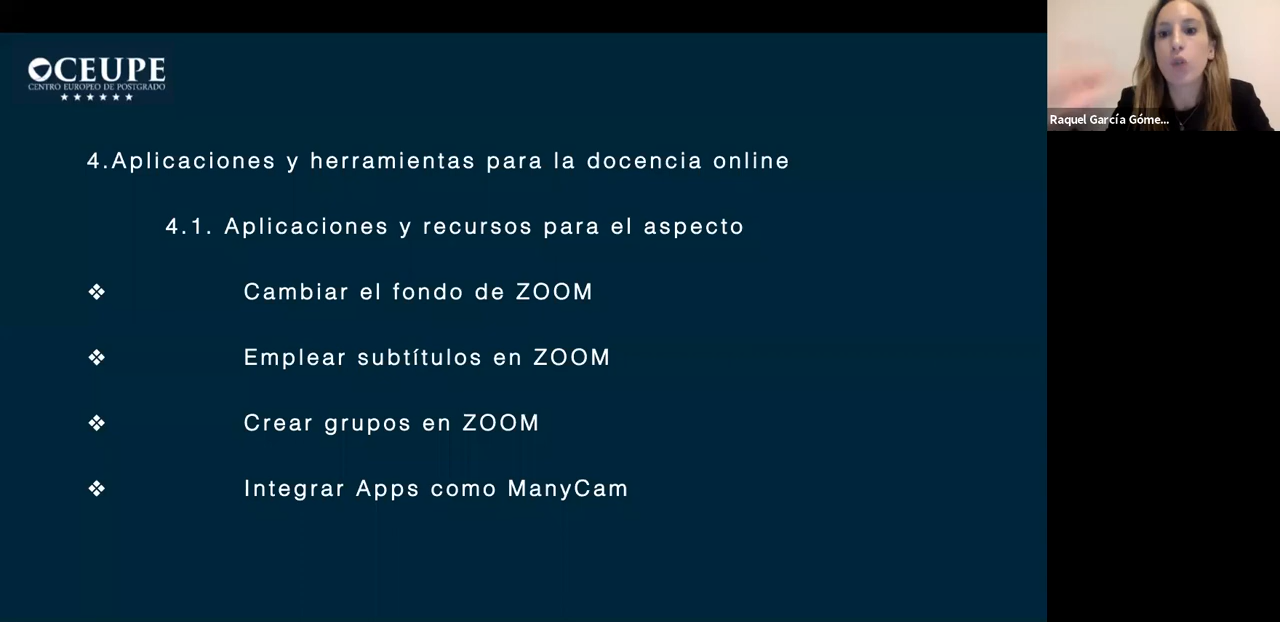 CEUPE
CENTRO EUROPEO DE POSTGRADO
4.Aplicaciones y herramientas para la docencia online
4.1. Aplicaciones y recursos para el aspecto
❖ Cambiar el fondo de ZOOM
❖ Emplear subtítulos en ZOOM
❖ Crear grupos en ZOOM
❖ Integrar Apps como ManyCam
Raquel García Góme...